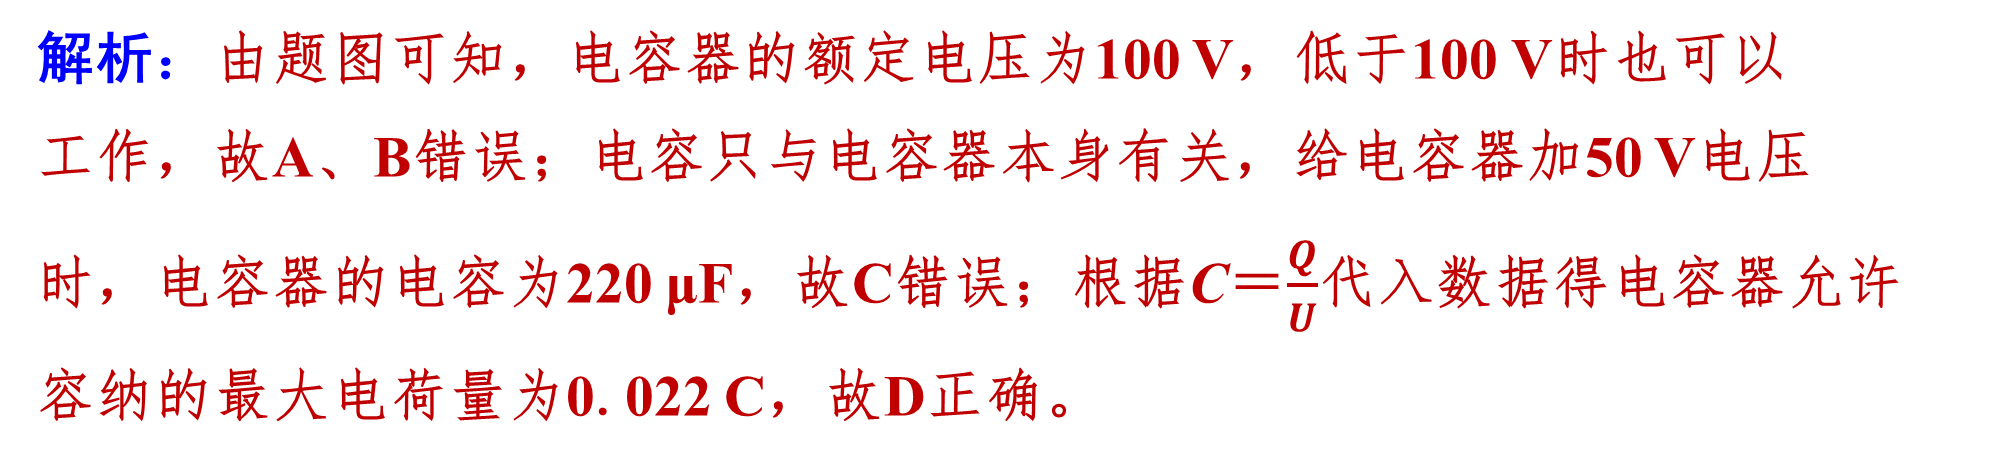 解析：由题图可知，电容器的额定电压为100 V，低于100 V时也可以
工作，故A、B错误；电容只与电容器本身有关，给电容器加50 V电压
时，电容器的电容为220 μF，故C错误；根据C=Q/U代入数据得电容器允许
容纳的最大电荷量为0. 022 C，故D正确。